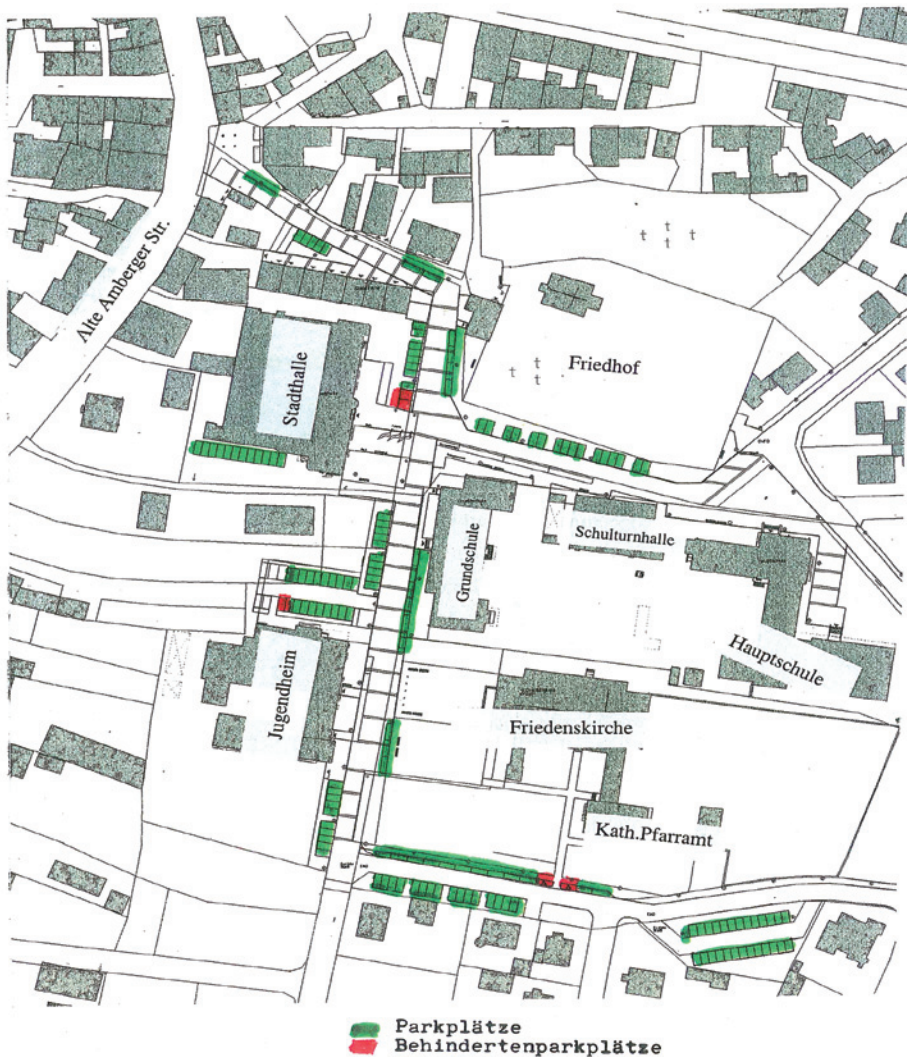 Alte Amberger Str.
Stadthalle
Friedhof
Grundschule
Schulturnhalle
Hauptschule
Jugendheim
Friedenskirche
Kath.Pfarramt
Parkplätze
Behindertenparkplätze